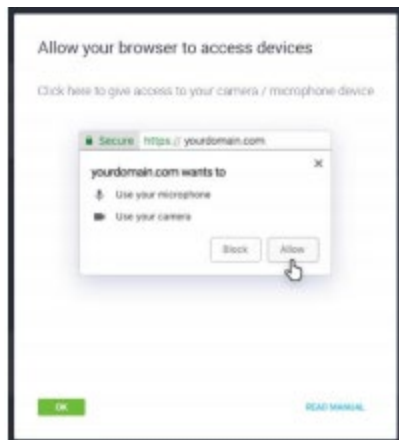 Allow your browser to access devices
Click here to give access to your camera / microphone device
Secure https:// yourdomain.com
yourdomain.com wants to
Use your microphone
Use your camera
Block Allow
OK READ MANUAL